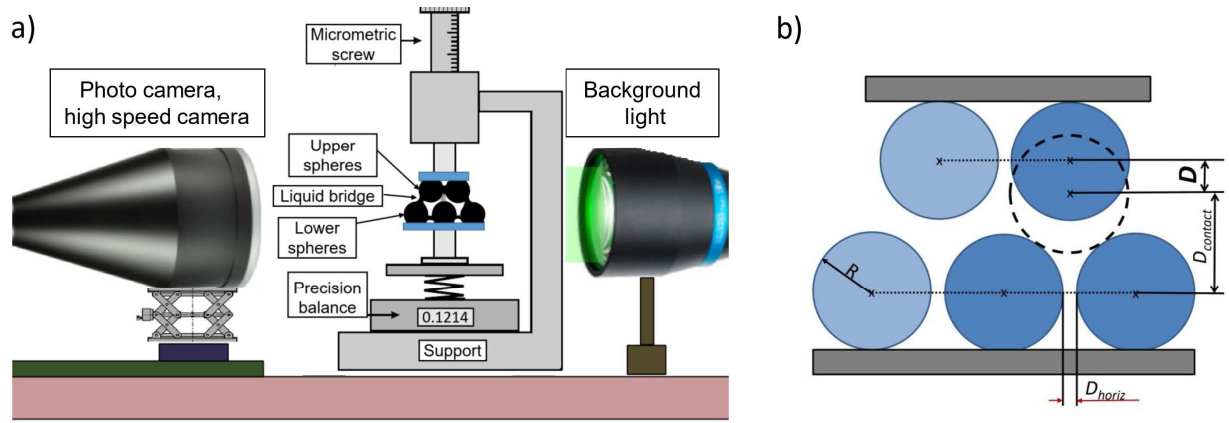 a)
Micrometric
screw
Photo camera,
high speed camera
Background
light
Upper
spheres
Liquid bridge
Lower
spheres
Precision
balance
0.1214
Support
b)
D
D_contact
R
D_horiz